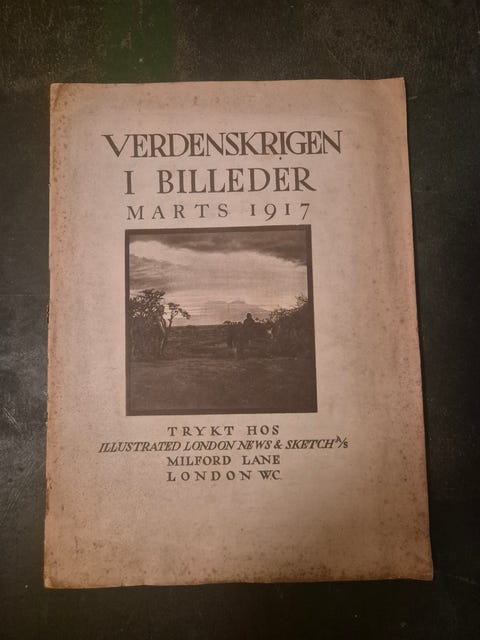 VERDENSKRIGEN
I BILLEDER
MARTS 1917
TRYKT HOS
ILLUSTRATED LONDON NEWS & SKETCH A/S
MILFORD LANE
LONDON WC.